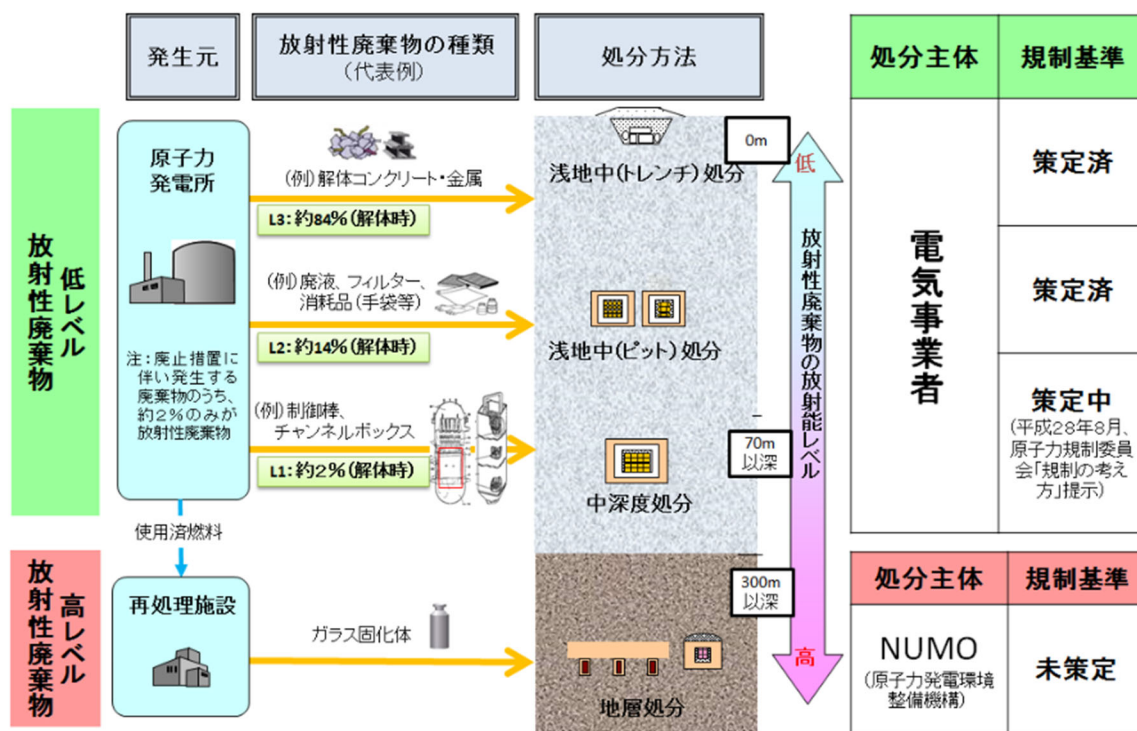 発生元
放射性廃棄物の種類
(代表例)
処分方法
処分主体
規制基準
低レベル
放射性廃棄物
原子力
発電所
注:廃止措置に
伴い発生する
廃棄物のうち、
約2%のみが
放射性廃棄物
(例)解体コンクリート・金属
L3:約84%(解体時)
(例)廃液、フィルター、
消耗品(手袋等)
L2:約14%(解体時)
(例)制御棒、
チャンネルボックス
L1:約2%(解体時)
浅地中(トレンチ)処分
浅地中(ピット)処分
中深度処分
0m
70m
以深
300m
以深
低
放射性廃棄物の放射能レベル
高
電気事業者
策定済
策定済
策定中
(平成28年8月、
原子力規制委員
会「規制の考え
方」提示)
使用済燃料
高レベル
放射性廃棄物
再処理施設
ガラス固化体
地層処分
処分主体
規制基準
NUMO
(原子力発電環境
整備機構)
未策定